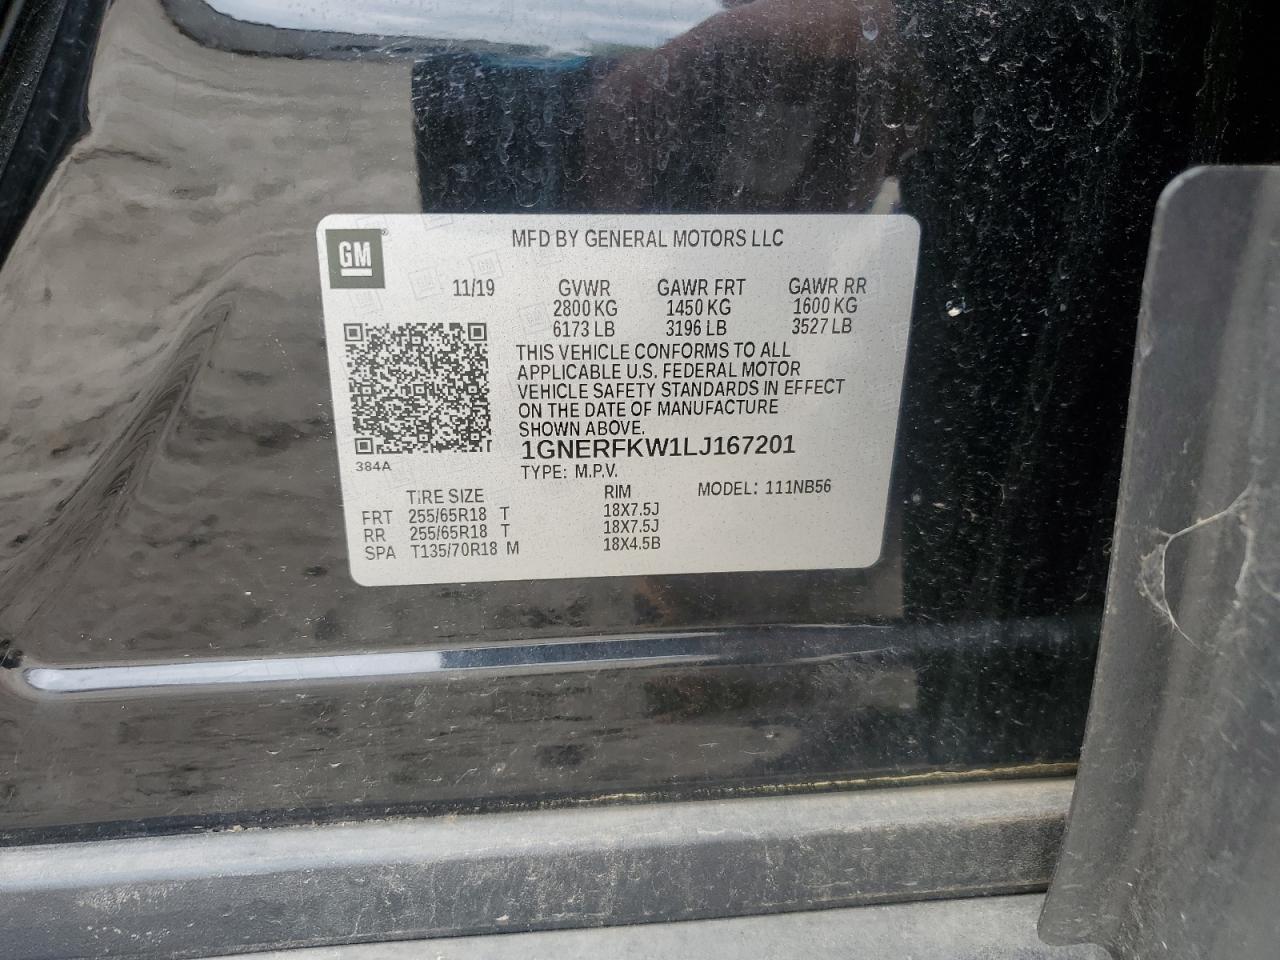 GM
MFD BY GENERAL MOTORS LLC
11/19
GVWR GAWR FRT GAWR RR
2800 KG 1450 KG 1600 KG
6173 LB 3196 LB 3527 LB
THIS VEHICLE CONFORMS TO ALL
APPLICABLE U.S. FEDERAL MOTOR
VEHICLE SAFETY STANDARDS IN EFFECT
ON THE DATE OF MANUFACTURE
SHOWN ABOVE.
1GNERFKW1LJ167201
384A
TYPE: M.P.V.
TIRE SIZE RIM MODEL: 111NB56
FRT 255/65R18 T 18X7.5J
RR 255/65R18 T 18X7.5J
SPA T135/70R18 M 18X4.5B